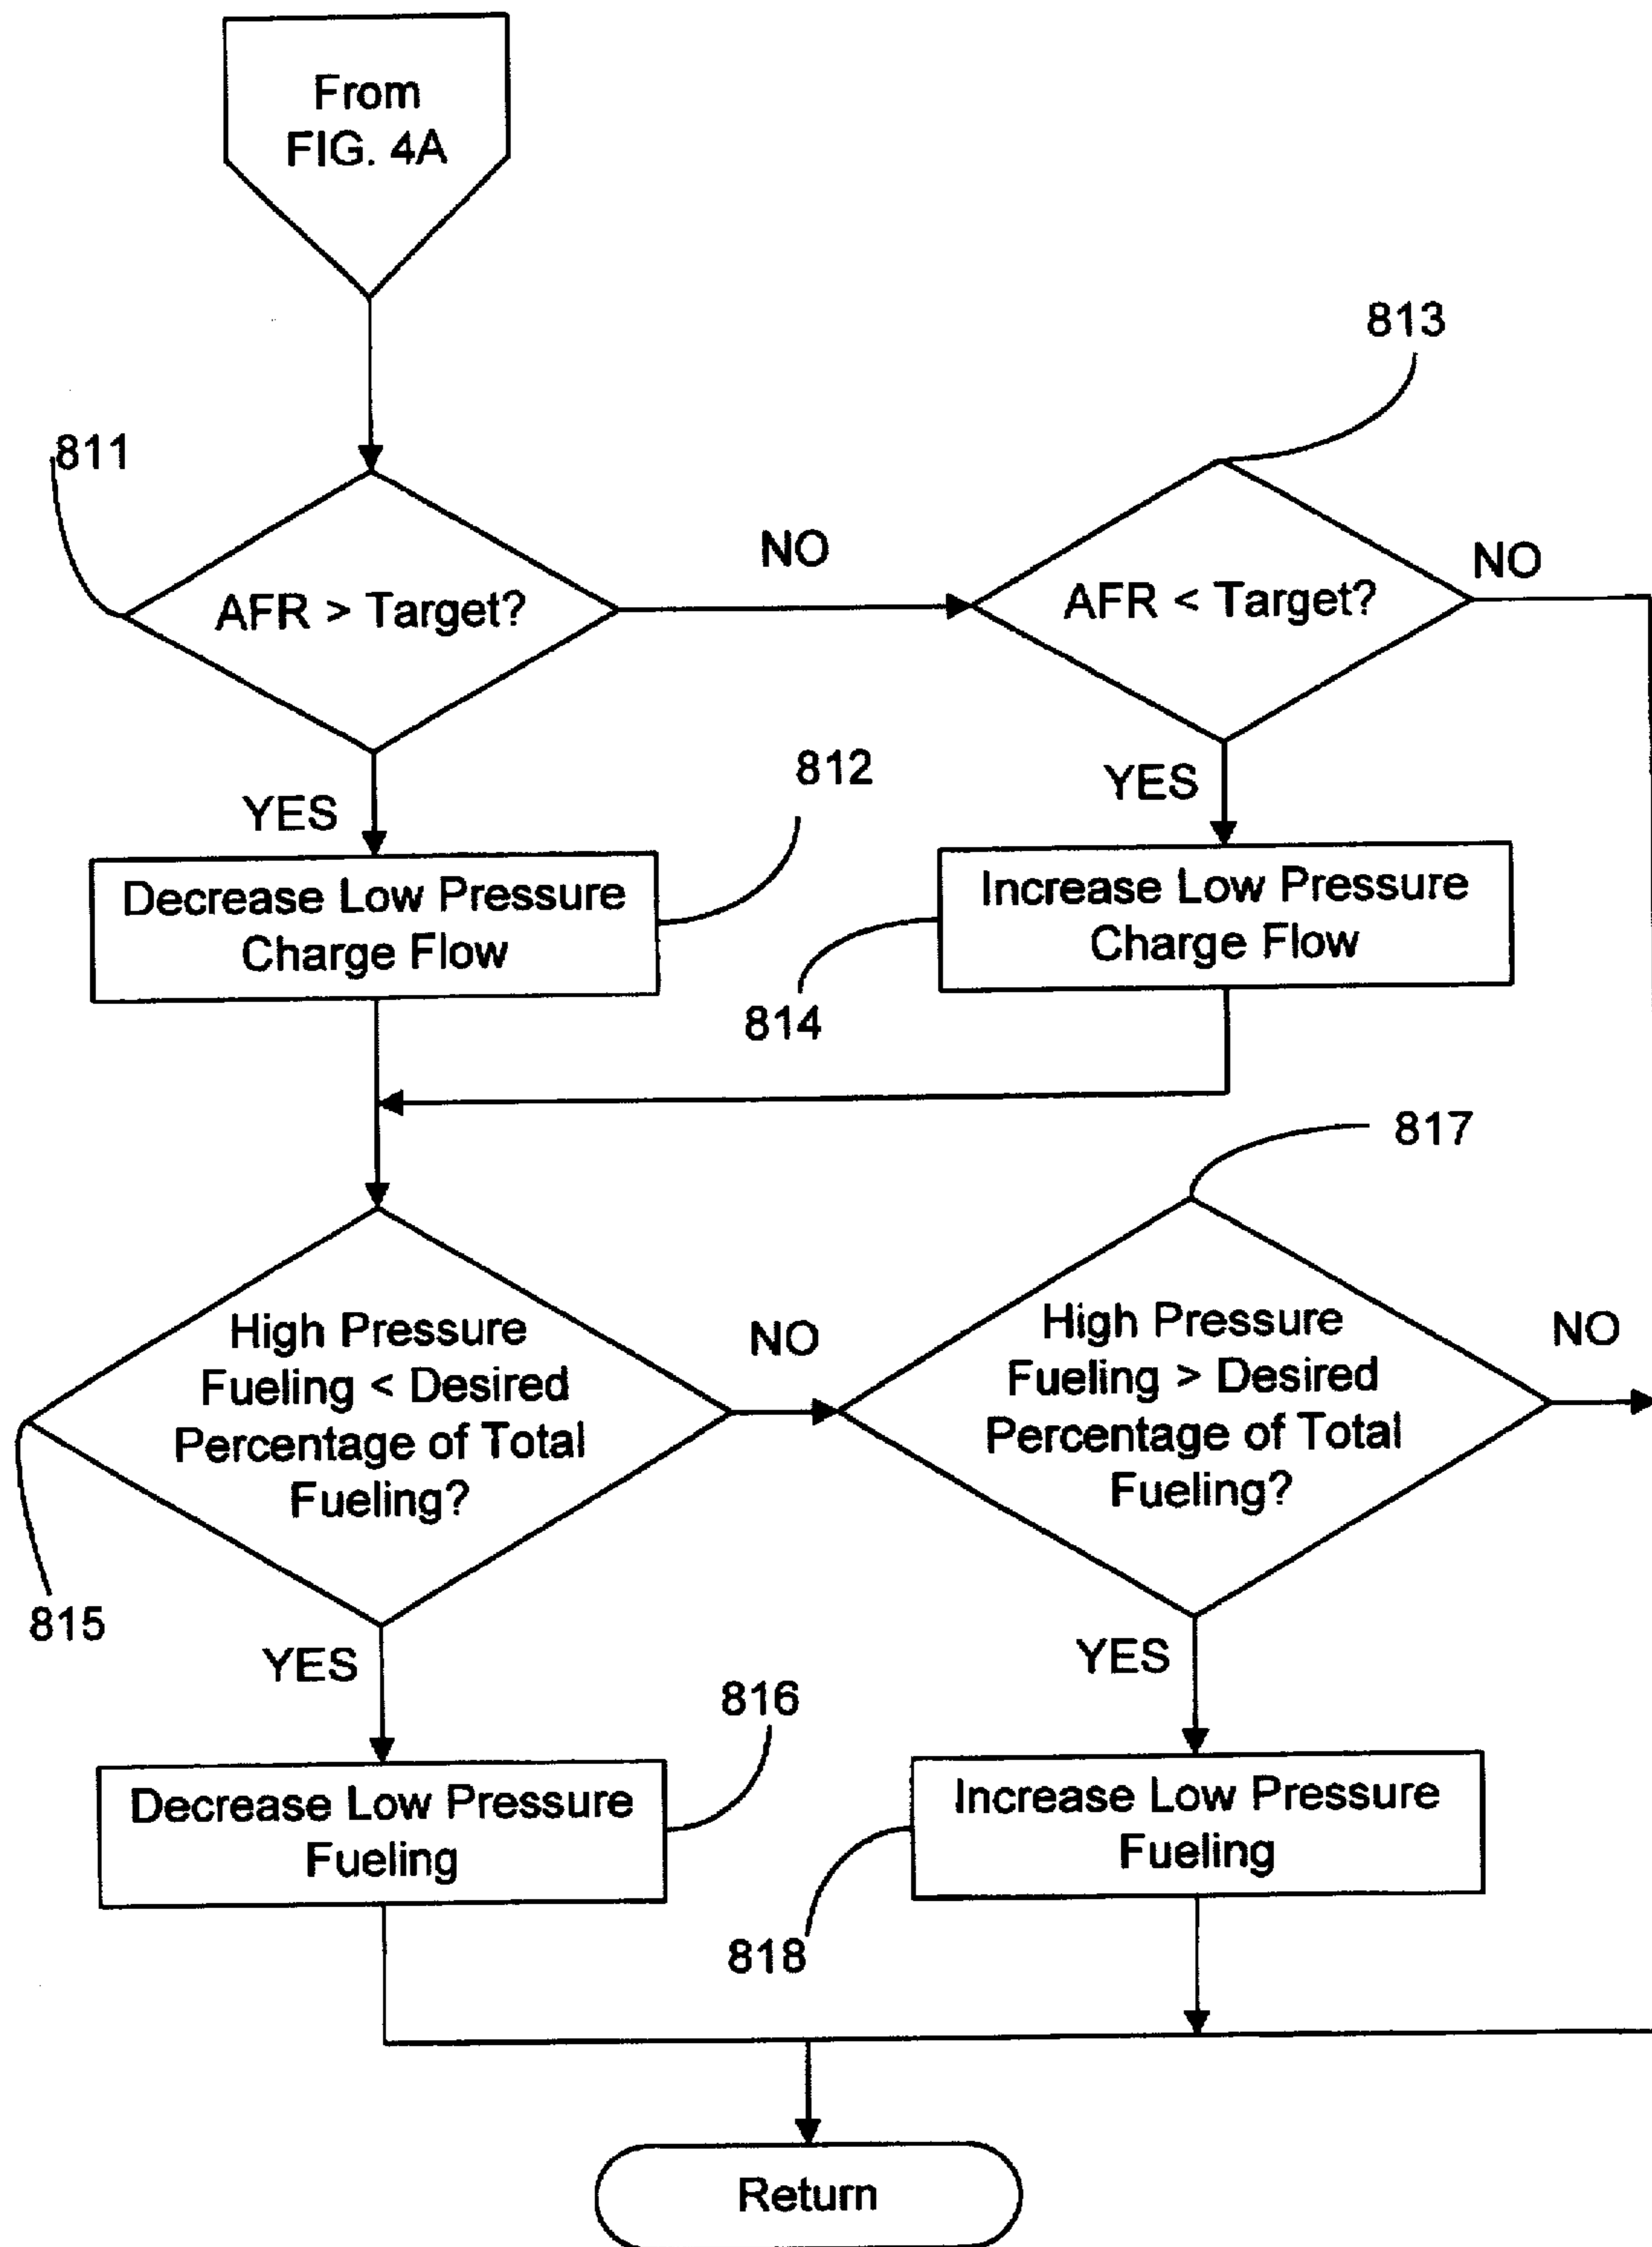 From
FIG. 4A
813
811
NO
NO
AFR > Target?
AFR < Target?
812
YES
YES
Decrease Low Pressure
Charge Flow
Increase Low Pressure
Charge Flow
814
817
High Pressure
Fueling < Desired
Percentage of Total
Fueling?
NO
High Pressure
Fueling > Desired
Percentage of Total
Fueling?
NO
815
YES
YES
816
Decrease Low Pressure
Fueling
Increase Low Pressure
Fueling
818
Return